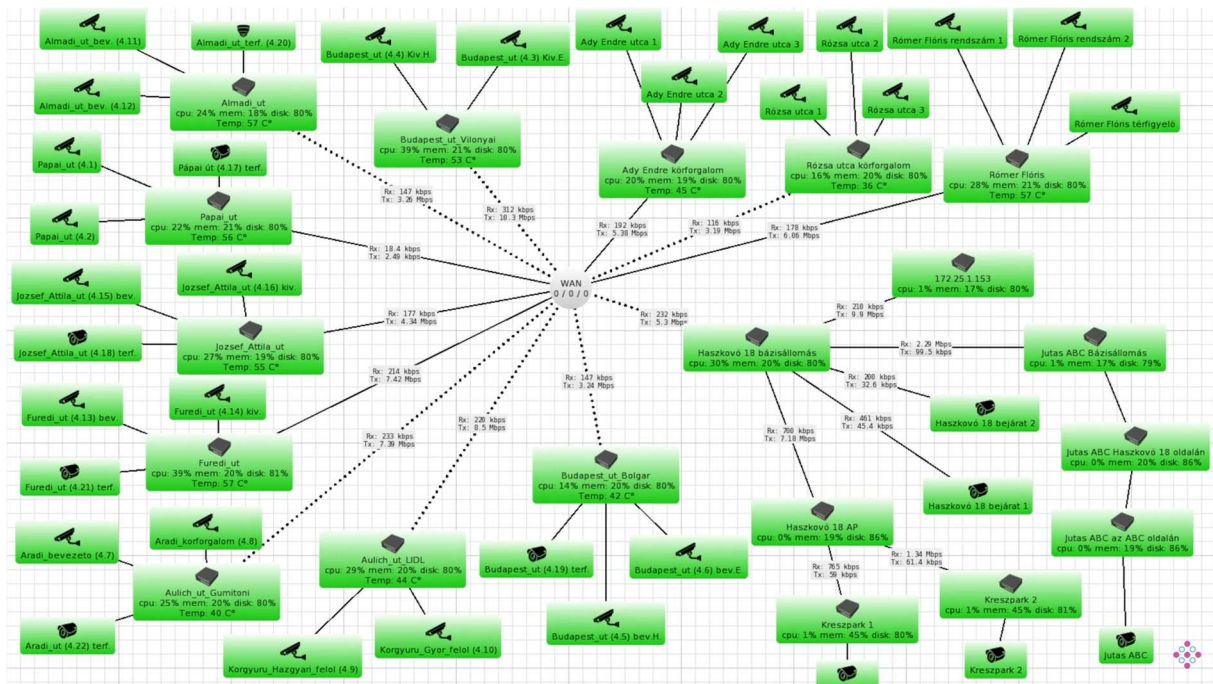 Almadi_ut_bev. (4.11)
Almadi_ut_terf. (4.20)
Almadi_ut_bev. (4.12)
Almadi_ut
cpu: 24% mem: 18% disk: 80%
Temp: 57 C°
Budapest_ut (4.4) Kiv.H.
Budapest_ut (4.3) Kiv.E.
Budapest_ut_Vilonyai
cpu: 39% mem: 21% disk: 80%
Temp: 53 C°
Ady Endre utca 1
Ady Endre utca 3
Ady Endre utca 2
Ady Endre körforgalom
cpu: 20% mem: 19% disk: 80%
Temp: 45 C°
Rózsa utca 2
Rózsa utca 1
Rózsa utca 3
Rózsa utca körforgalom
cpu: 16% mem: 20% disk: 80%
Temp: 36 C°
Rómer Flóris rendszám 1
Rómer Flóris rendszám 2
Rómer Flóris térfigyelö
Rómer Flóris
cpu: 28% mem: 21% disk: 80%
Temp: 57 C°
Papai_ut (4.1)
Pápai út (4.17) terf.
Papai_ut (4.2)
Papai_ut
cpu: 22% mem: 21% disk: 80%
Temp: 56 C°
Rx: 147 kbps
Tx: 3.26 Mbps
Rx: 312 kbps
Tx: 10.3 Mbps
Rx: 192 kbps
Tx: 5.38 Mbps
Rx: 116 kbps
Tx: 3.19 Mbps
Rx: 178 kbps
Tx: 6.06 Mbps
Rx: 18.4 kbps
Tx: 2.49 kbps
WAN
0 / 0 / 0
Jozsef_Attila_ut (4.15) bev.
Jozsef_Attila_ut (4.16) kiv.
Jozsef_Attila_ut (4.18) terf.
Jozsef_Attila_ut
cpu: 27% mem: 19% disk: 80%
Temp: 55 C°
Rx: 177 kbps
Tx: 4.34 Mbps
Rx: 232 kbps
Tx: 5.3 Mbps
172.25.1.153
cpu: 1% mem: 17% disk: 80%
Rx: 210 kbps
Tx: 9.9 Mbps
Haszkovó 18 bázisállomás
cpu: 30% mem: 20% disk: 80%
Rx: 2.29 Mbps
Tx: 99.5 kbps
Jutas ABC Bázisállomás
cpu: 1% mem: 17% disk: 79%
Rx: 214 kbps
Tx: 7.42 Mbps
Rx: 147 kbps
Tx: 3.24 Mbps
Rx: 200 kbps
Tx: 32.6 kbps
Haszkovó 18 bejárat 2
Rx: 461 kbps
Tx: 45.4 kbps
Haszkovó 18 bejárat 1
Furedi_ut (4.13) bev.
Furedi_ut (4.14) kiv.
Furedi_ut (4.21) terf.
Furedi_ut
cpu: 39% mem: 20% disk: 81%
Temp: 57 C°
Rx: 233 kbps
Tx: 7.39 Mbps
Rx: 220 kbps
Tx: 8.5 Mbps
Rx: 700 kbps
Tx: 7.18 Mbps
Jutas ABC Haszkovó 18 oldalán
cpu: 0% mem: 20% disk: 86%
Budapest_ut_Bolgar
cpu: 14% mem: 20% disk: 80%
Temp: 42 C°
Budapest_ut (4.19) terf.
Budapest_ut (4.6) bev.E.
Budapest_ut (4.5) bev.H.
Haszkovó 18 AP
cpu: 0% mem: 19% disk: 86%
Jutas ABC az ABC oldalán
cpu: 0% mem: 19% disk: 86%
Rx: 1.34 Mbps
Tx: 61.4 kbps
Rx: 765 kbps
Tx: 59 kbps
Aradi_bevezeto (4.7)
Aradi_korforgalom (4.8)
Aradi_ut (4.22) terf.
Aulich_ut_Gumitoni
cpu: 25% mem: 20% disk: 80%
Temp: 40 C°
Aulich_ut_LIDL
cpu: 29% mem: 20% disk: 80%
Temp: 44 C°
Korgyuru_Hazgyari_felol (4.9)
Korgyuru_Gyor_felol (4.10)
Kreszpark 1
cpu: 1% mem: 45% disk: 80%
Kreszpark 2
cpu: 1% mem: 45% disk: 81%
Kreszpark 2
Jutas ABC